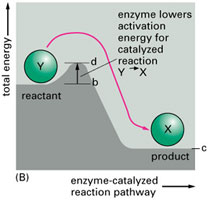 enzyme lowers
activation
energy for
catalyzed
reaction
Y → X
total energy
Y
d
b
reactant
X
product
c
(B)
enzyme-catalyzed
reaction pathway